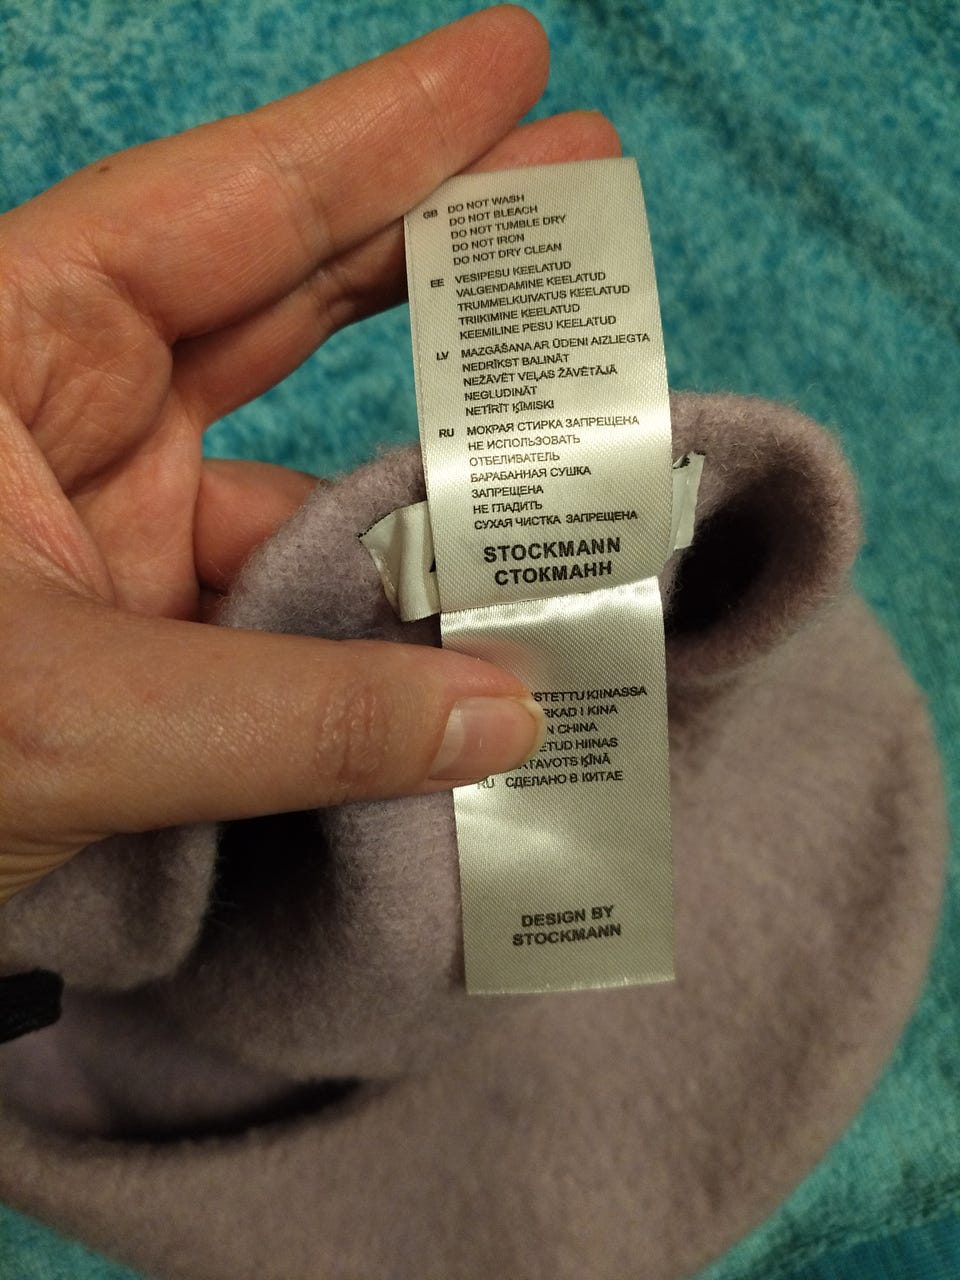 GB DO NOT WASH
DO NOT BLEACH
DO NOT TUMBLE DRY
DO NOT IRON
DO NOT DRY CLEAN
EE VESIPESU KEELATUD
VALGENDAMINE KEELATUD
TRUMMELKUIVATUS KEELATUD
TRIIKIMINE KEELATUD
KEEMILINE PESU KEELATUD
LV MAZGĀŠANA AR ŪDENI AIZLIEGTA
NEDRĪKST BALINĀT
NEŽĀVĒT VEĻAS ŽĀVĒTĀJĀ
NEGLUDINĀT
NETĪRĪT ĶĪMISKI
RU МОКРАЯ СТИРКА ЗАПРЕЩЕНА
НЕ ИСПОЛЬЗОВАТЬ
ОТБЕЛИВАТЕЛЬ
БАРАБАННАЯ СУШКА
ЗАПРЕЩЕНА
НЕ ГЛАДИТЬ
СУХАЯ ЧИСТКА ЗАПРЕЩЕНА
STOCKMANN
СТОКМАНН
KIINASSA
I KINA
CHINA
HIINAS
ĶĪNĀ
RU СДЕЛАНО В КИТАЕ
DESIGN BY
STOCKMANN